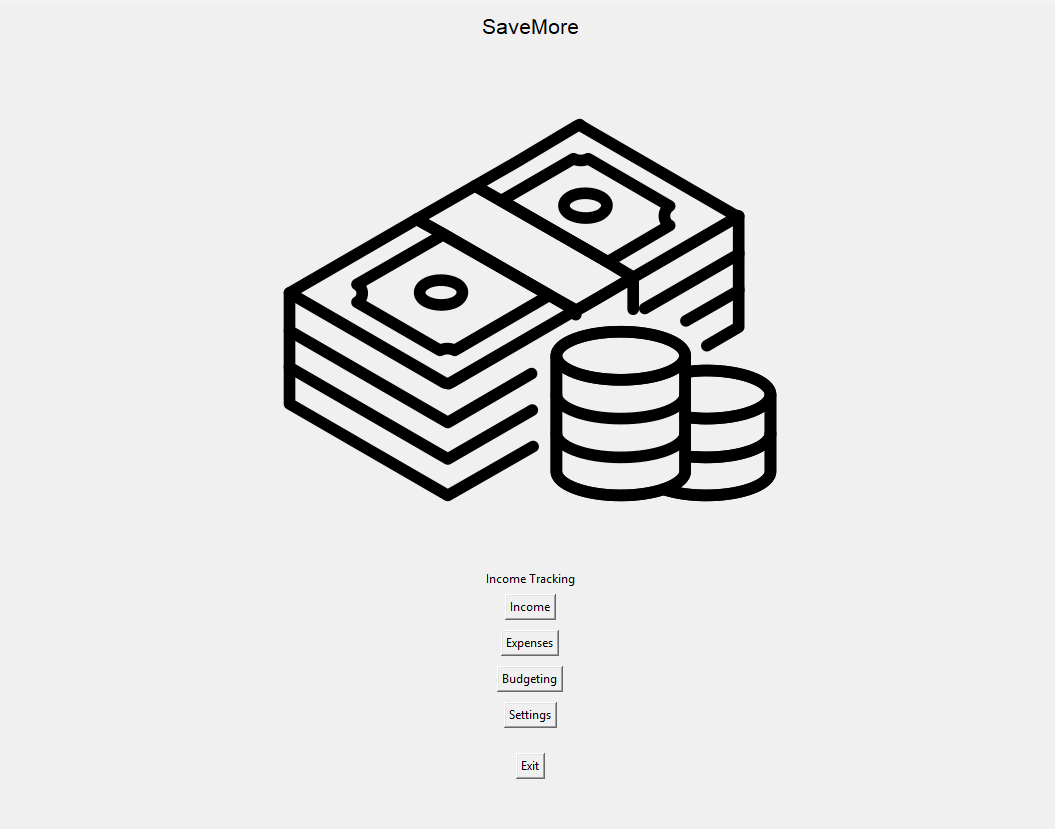 SaveMore
Income Tracking
Income
Expenses
Budgeting
Settings
Exit